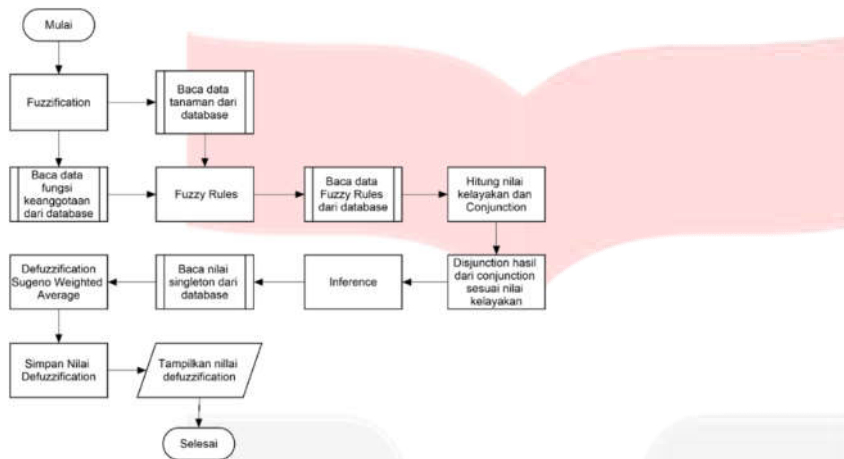 Mulai
Fuzzification
Baca data
tanaman dari
database
Baca data
fungsi
keanggotaan
dari database
Fuzzy Rules
Baca data
Fuzzy Rules
dari database
Hitung nilai
kelayakan dan
Conjunction
Defuzzification
Sugeno Weighted
Average
Baca nilai
singleton dari
database
Inference
Disjunction hasil
dari conjunction
sesuai nilai
kelayakan
Simpan Nilai
Defuzzification
Tampilkan nillai
defuzzification
Selesai